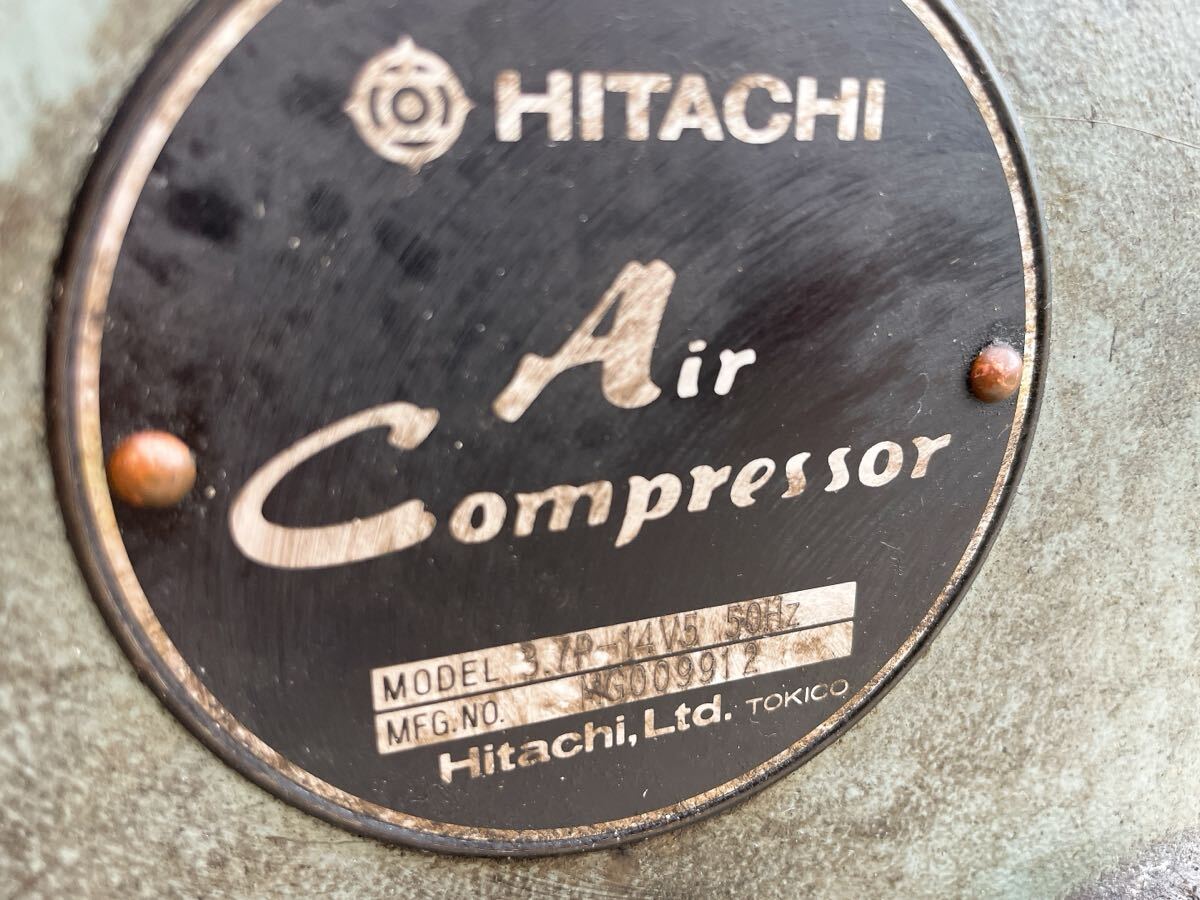 HITACHI
Air
Compressor
MODEL 3.7P-14V5 50Hz
MFG.NO.
Hitachi, Ltd. TOKICO